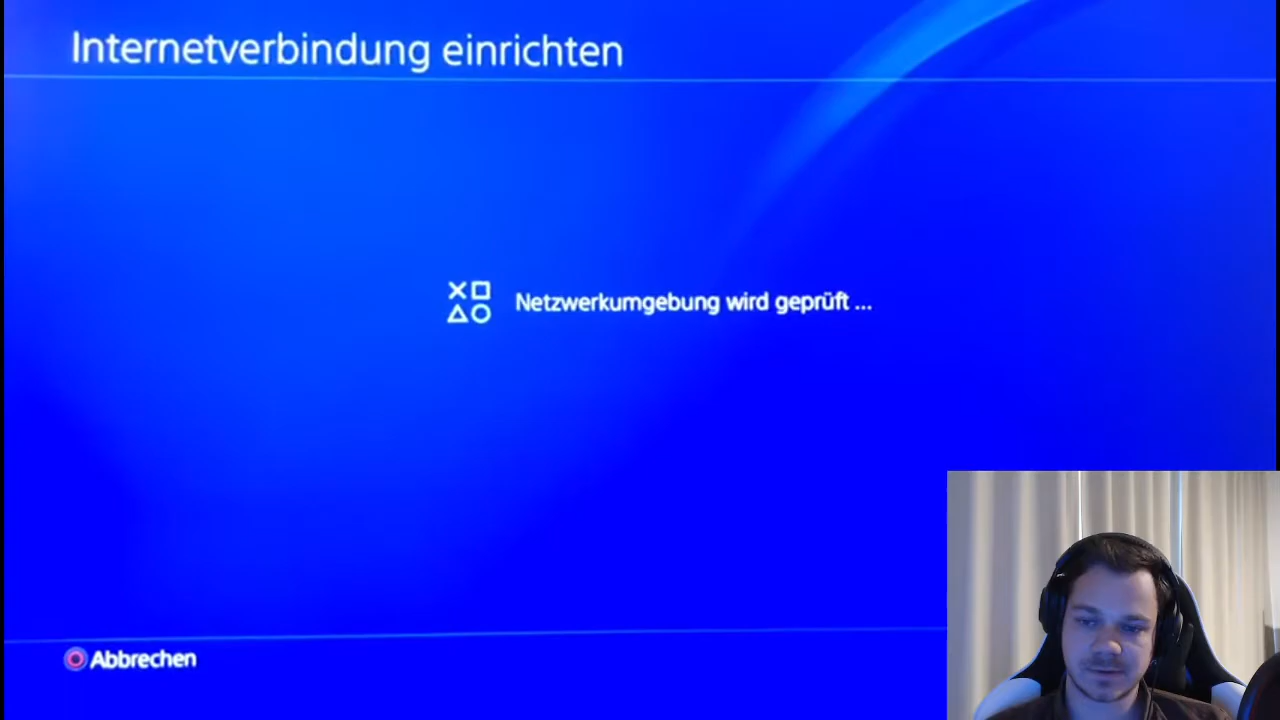 Internetverbindung einrichten
Netzwerkumgebung wird geprüft ...
Abbrechen